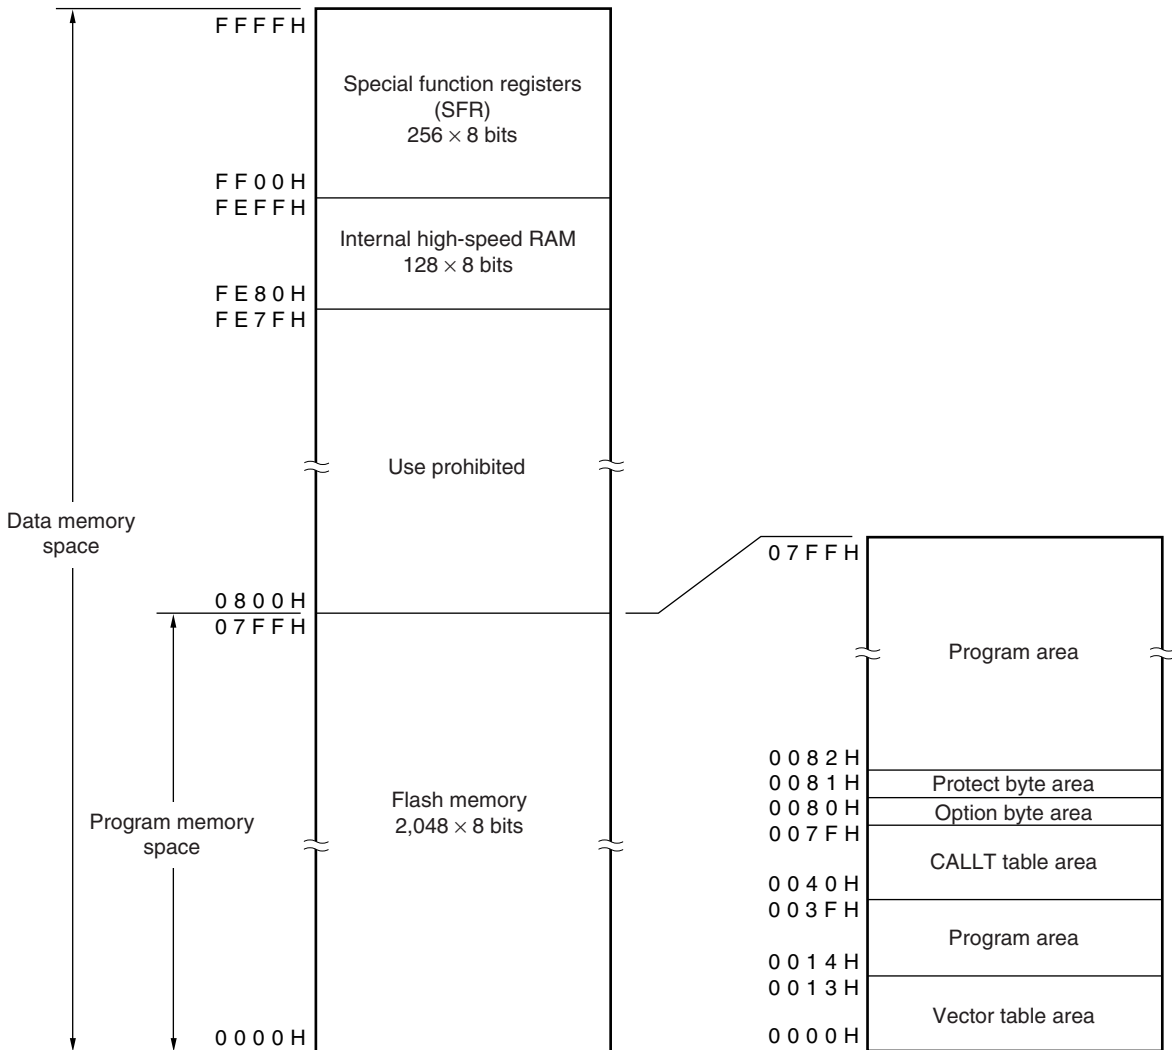 FFFFH
Special function registers
(SFR)
256 × 8 bits
FF00H
FEFFH
Internal high-speed RAM
128 × 8 bits
FE80H
FE7FH
Use prohibited
Data memory
space
0800H
07FFH
Program memory
space
Flash memory
2,048 × 8 bits
0000H
07FFH
Program area
0082H
0081H
Protect byte area
0080H
Option byte area
007FH
CALLT table area
0040H
003FH
Program area
0014H
0013H
Vector table area
0000H